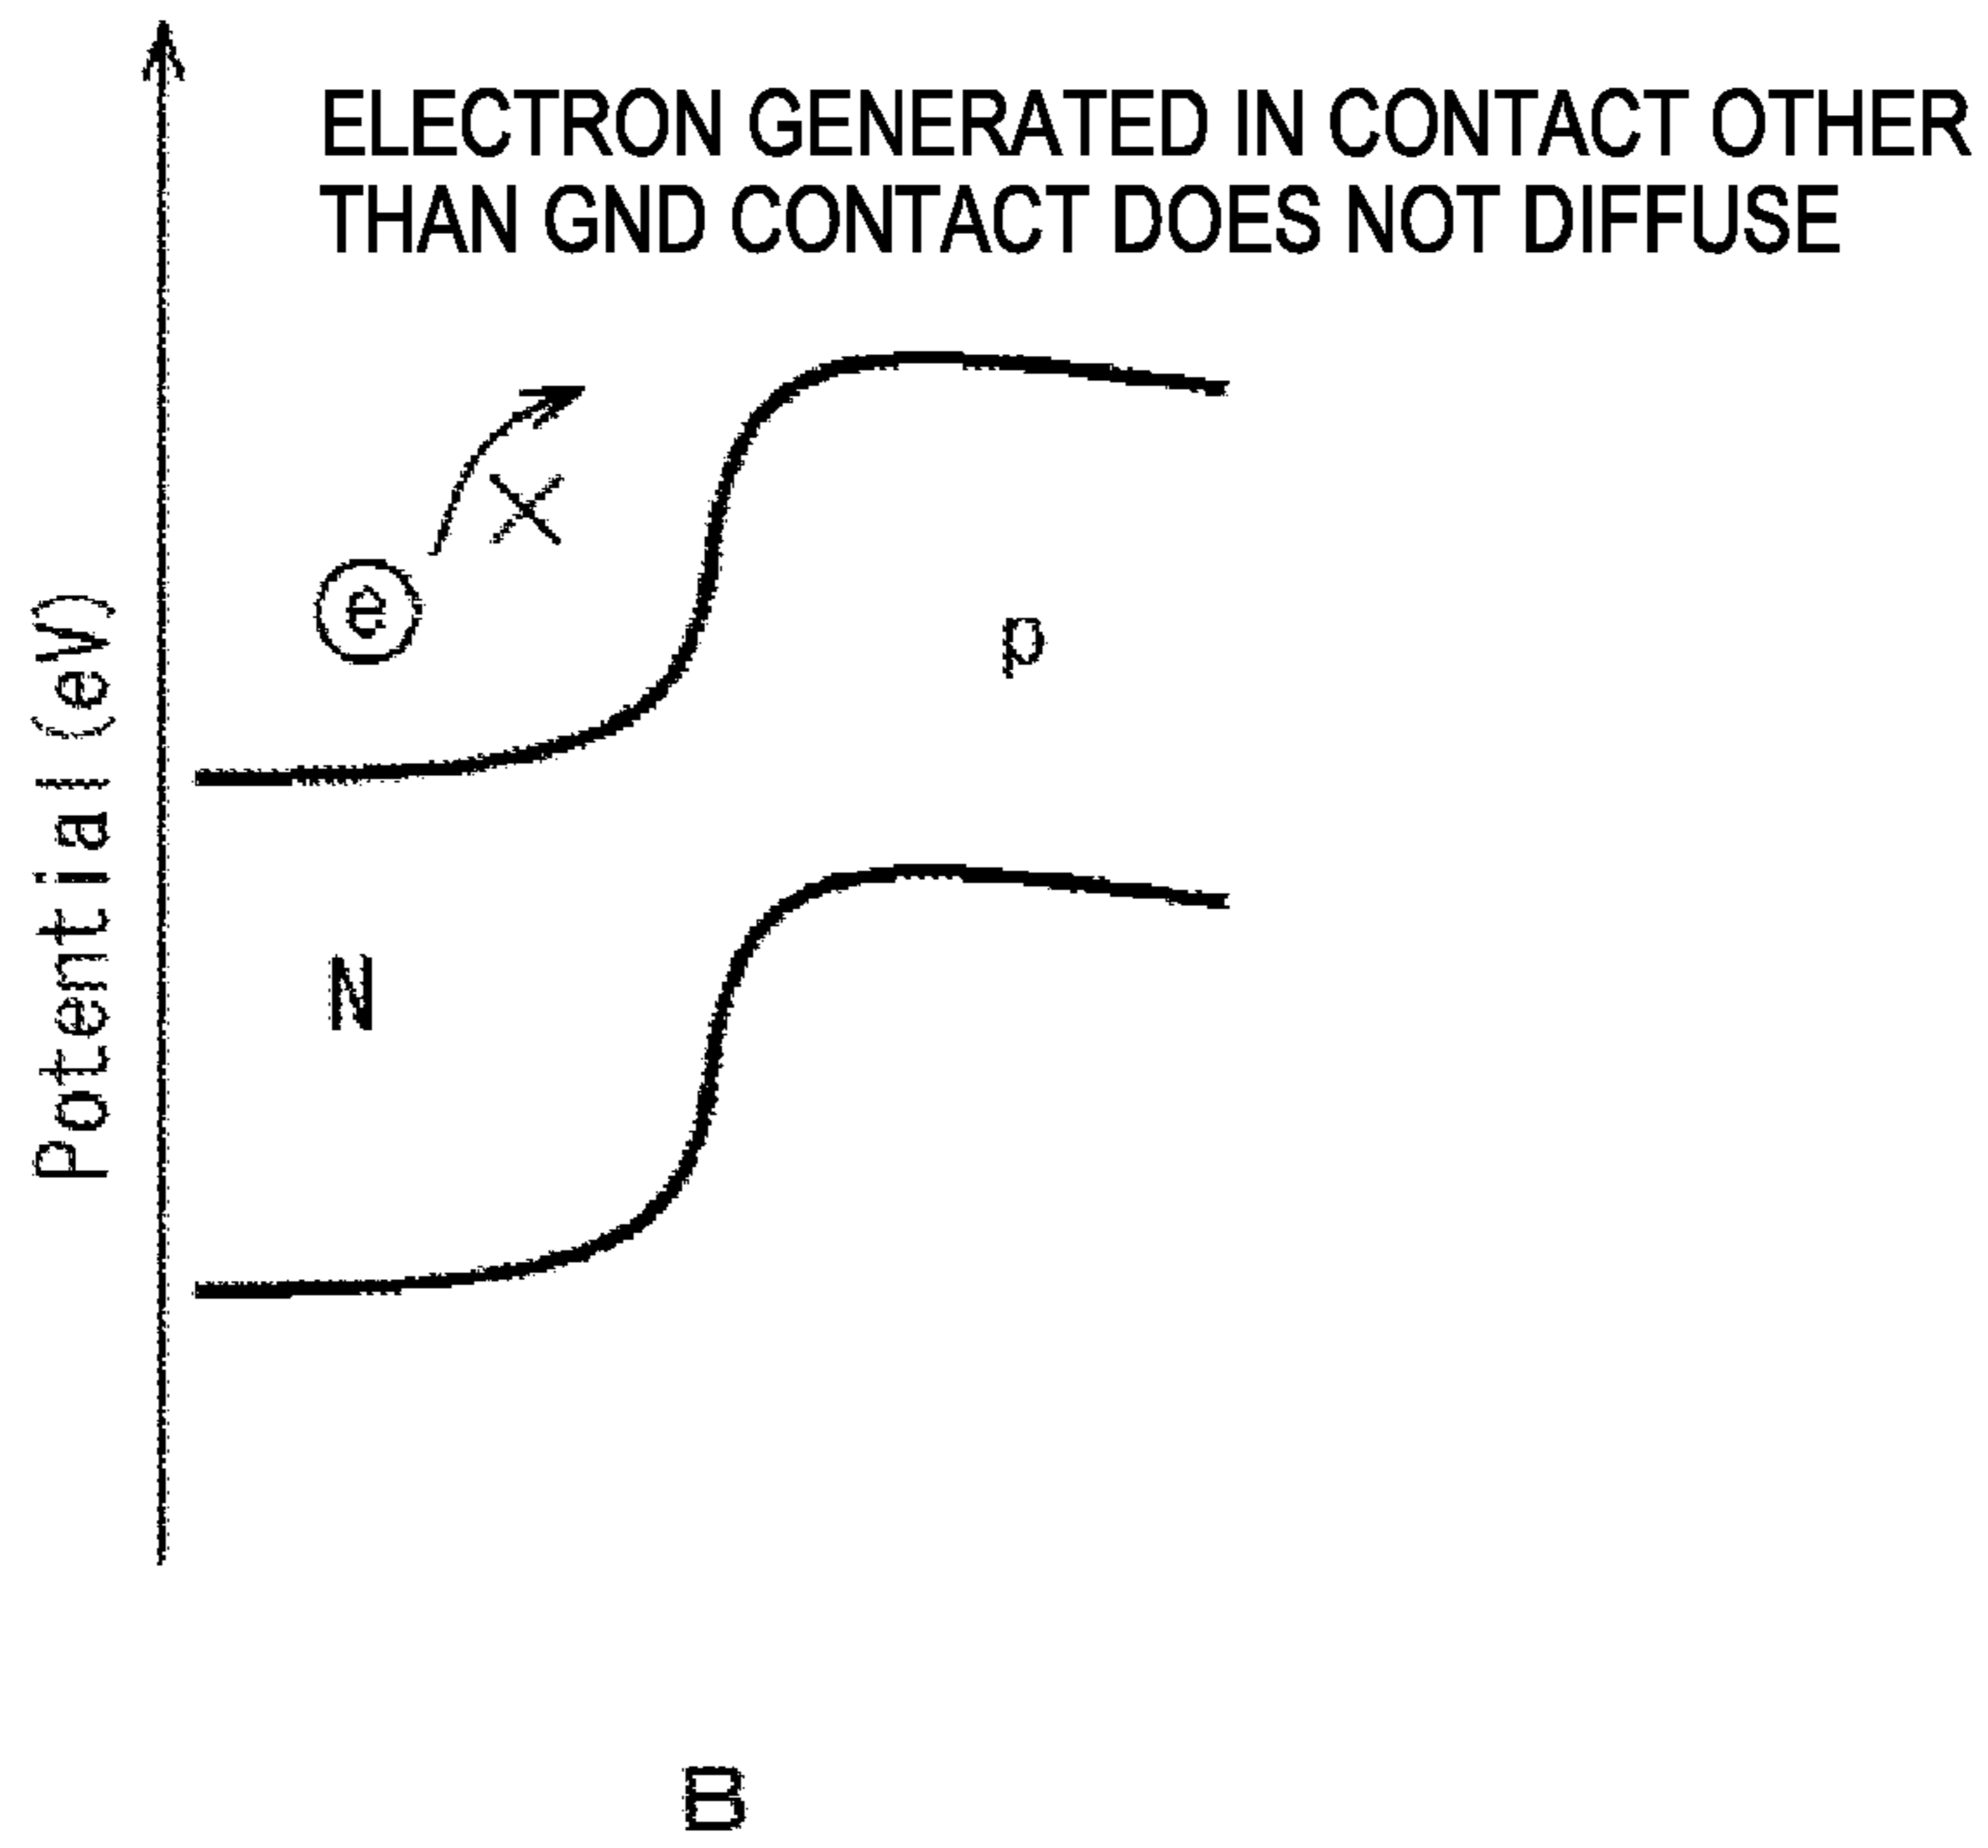 ELECTRON GENERATED IN CONTACT OTHER
THAN GND CONTACT DOES NOT DIFFUSE
e
p
Potential (eV)
N
B